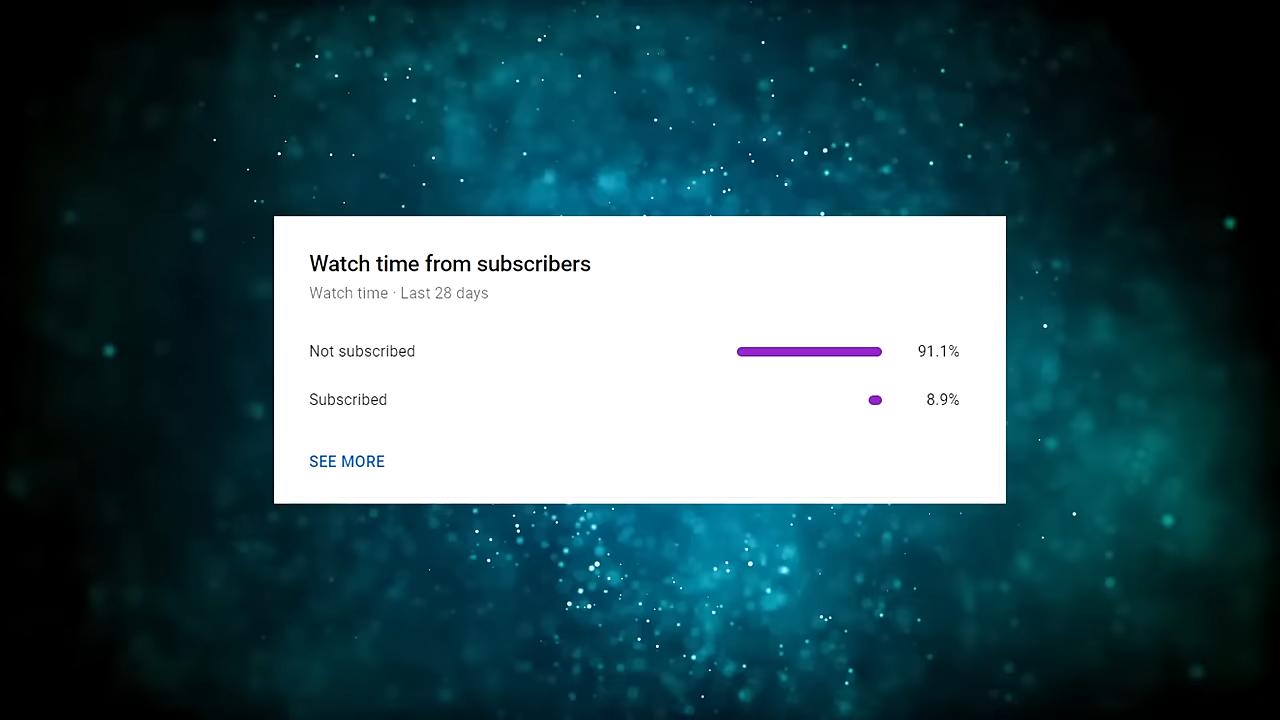 Watch time from subscribers
Watch time · Last 28 days
Not subscribed 91.1%
Subscribed 8.9%
SEE MORE